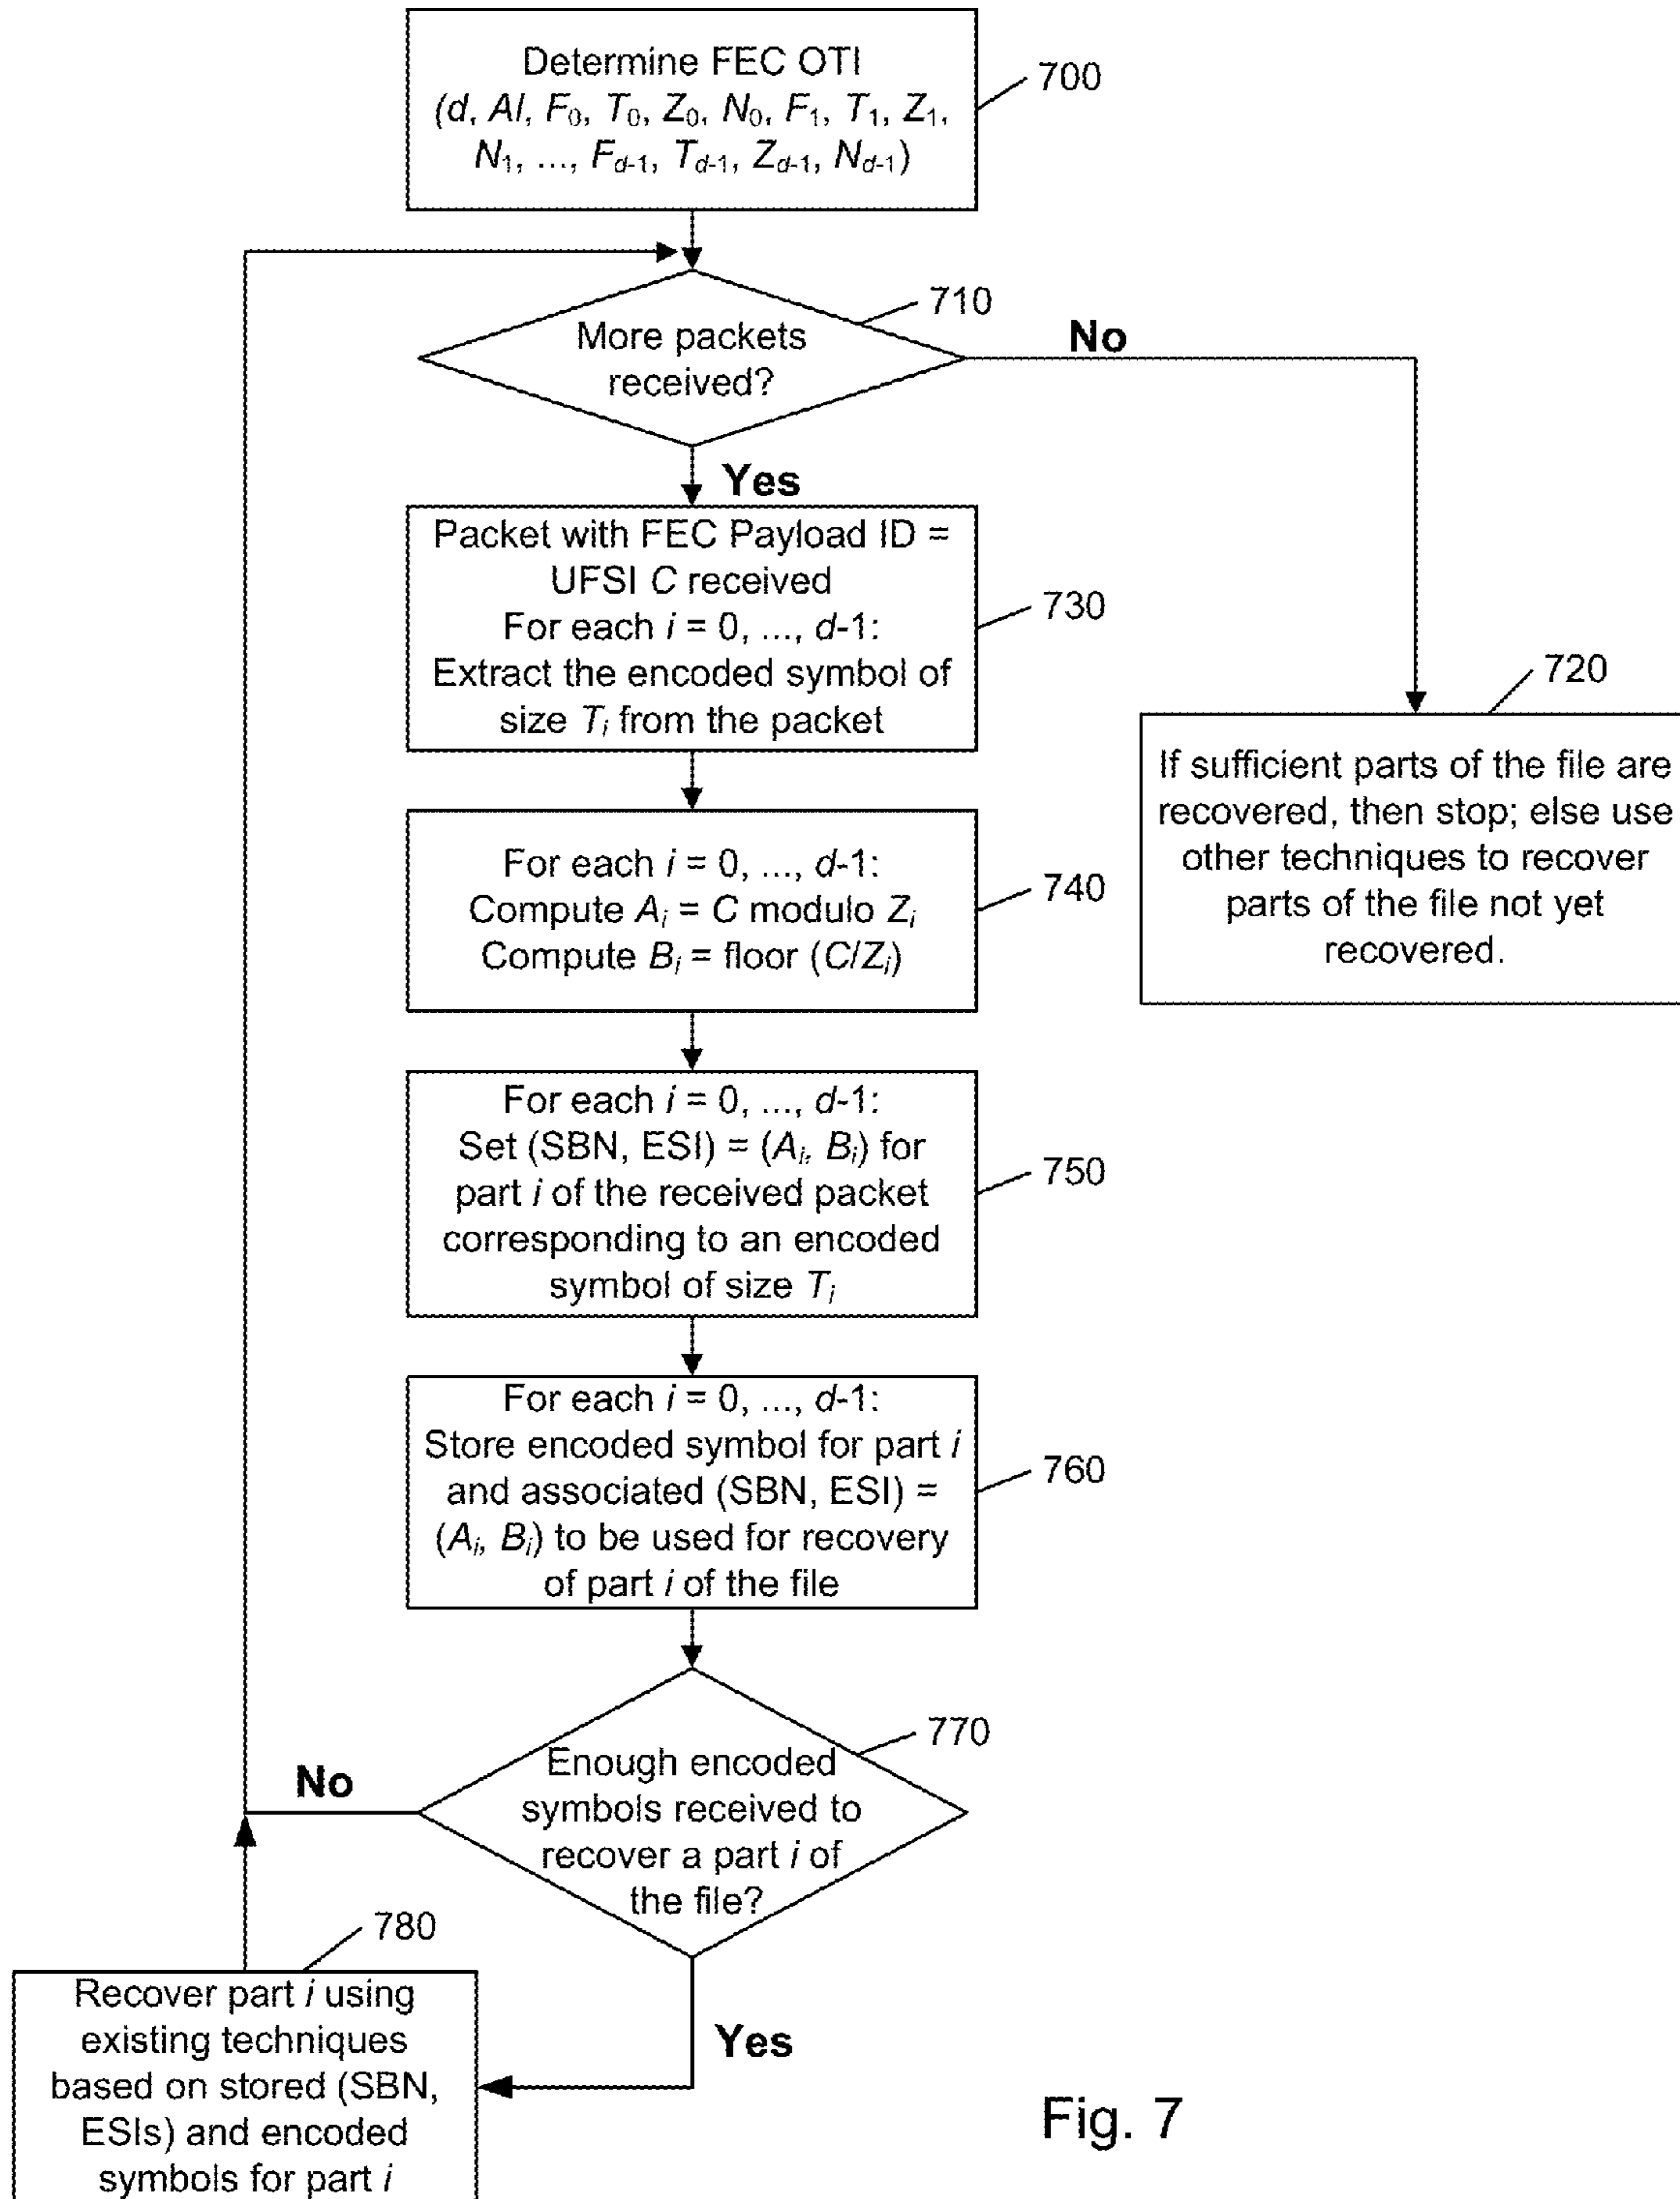 Determine FEC OTI
(d, Al, F0, T0, Z0, N0, F1, T1, Z1,
N1, ..., Fd-1, Td-1, Zd-1, Nd-1)
700
More packets
received?
710
No
Yes
Packet with FEC Payload ID =
UFSI C received
For each i = 0, ..., d-1:
Extract the encoded symbol of
size Ti from the packet
730
720
If sufficient parts of the file are
recovered, then stop; else use
other techniques to recover
parts of the file not yet
recovered.
For each i = 0, ..., d-1:
Compute Ai = C modulo Zi
Compute Bi = floor (C/Zi)
740
For each i = 0, ..., d-1:
Set (SBN, ESI) = (Ai, Bi) for
part i of the received packet
corresponding to an encoded
symbol of size Ti
750
For each i = 0, ..., d-1:
Store encoded symbol for part i
and associated (SBN, ESI) =
(Ai, Bi) to be used for recovery
of part i of the file
760
Enough encoded
symbols received to
recover a part i of
the file?
770
No
Yes
780
Recover part i using
existing techniques
based on stored (SBN,
ESIs) and encoded
symbols for part i
Fig. 7